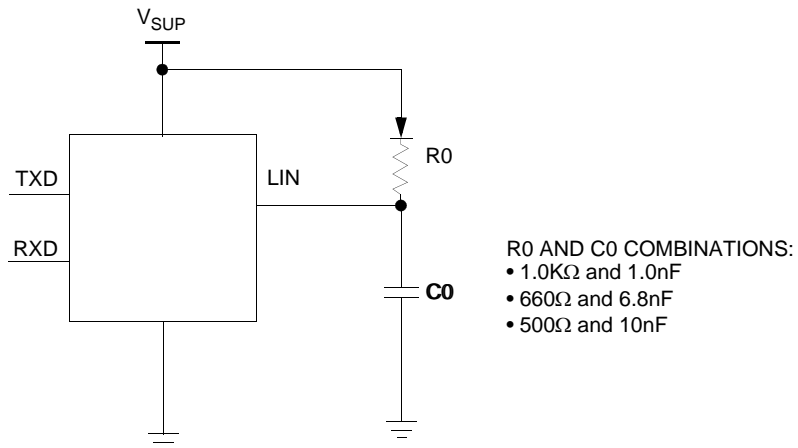 VSUP
TXD
LIN
R0
RXD
C0
R0 AND C0 COMBINATIONS:
• 1.0KΩ and 1.0nF
• 660Ω and 6.8nF
• 500Ω and 10nF